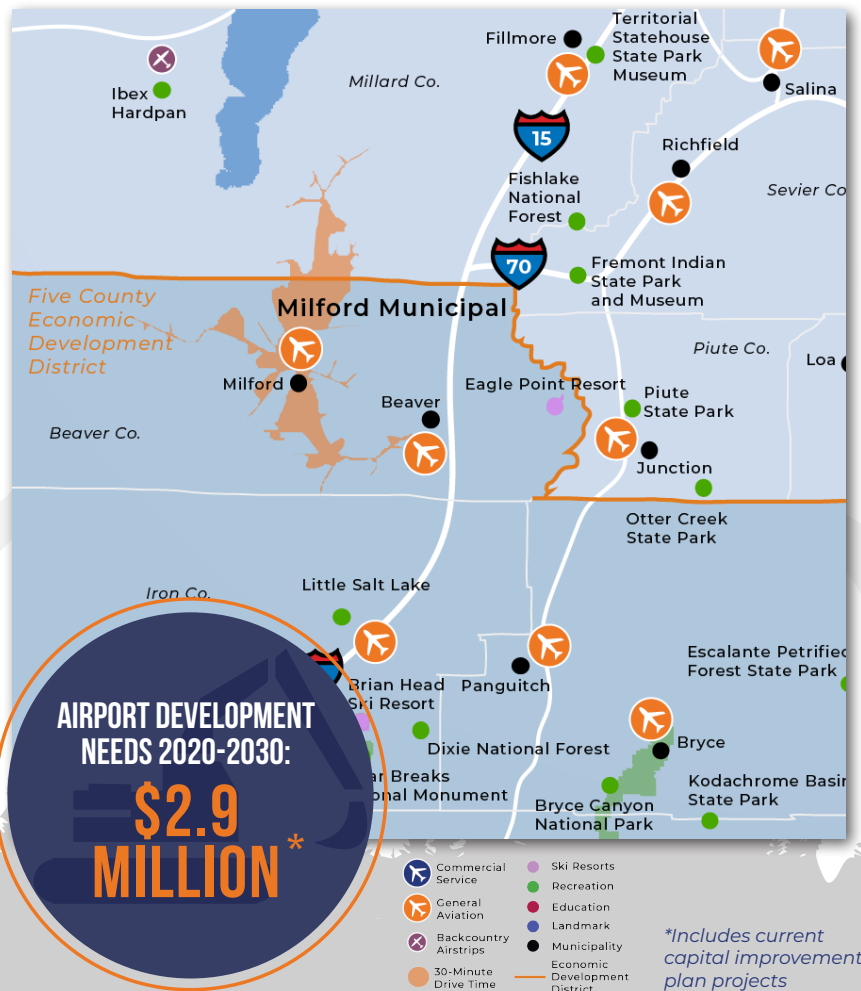 Fillmore
Territorial
Statehouse
State Park
Museum
Ibex
Hardpan
Millard Co.
Salina
15
Richfield
Fishlake
National
Forest
Sevier Co
70
Fremont Indian
State Park
and Museum
Five County
Economic
Development
District
Milford Municipal
Piute Co.
Loa
Milford
Eagle Point Resort
Beaver
Piute
State Park
Beaver Co.
Junction
Otter Creek
State Park
Iron Co.
Little Salt Lake
Escalante Petrified
Forest State Park
Brian Head
Ski Resort
Panguitch
Bryce
Dixie National Forest
ar Breaks
onal Monument
Kodachrome Basin
State Park
Bryce Canyon
National Park
AIRPORT DEVELOPMENT
NEEDS 2020-2030:
$2.9
MILLION*
Commercial
Service
General
Aviation
Backcountry
Airstrips
30-Minute
Drive Time
Ski Resorts
Recreation
Education
Landmark
Municipality
Economic
Development
District
*Includes current
capital improvement
plan projects